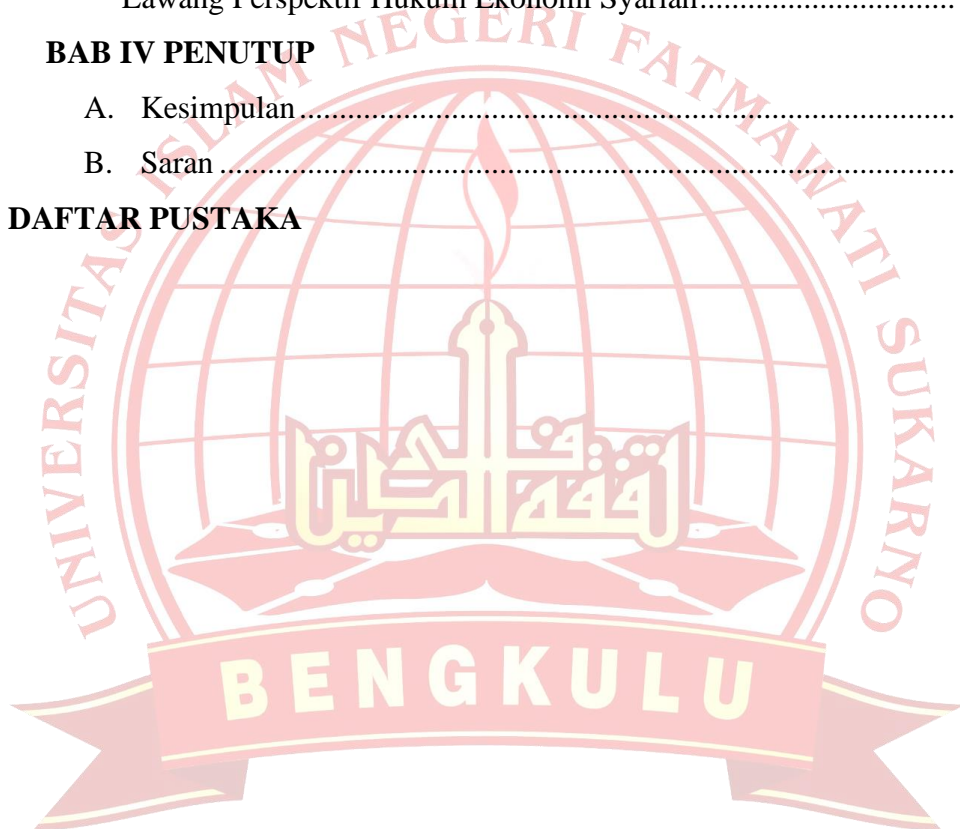 Lawang Perspektif Hukum Ekonomi Syariah................................
BAB IV PENUTUP
A. Kesimpulan..................................................................................
B. Saran............................................................................................
DAFTAR PUSTAKA
UNIVERSITAS ISLAM NEGERI FATMAWATI SUKARNO
BENGKULU